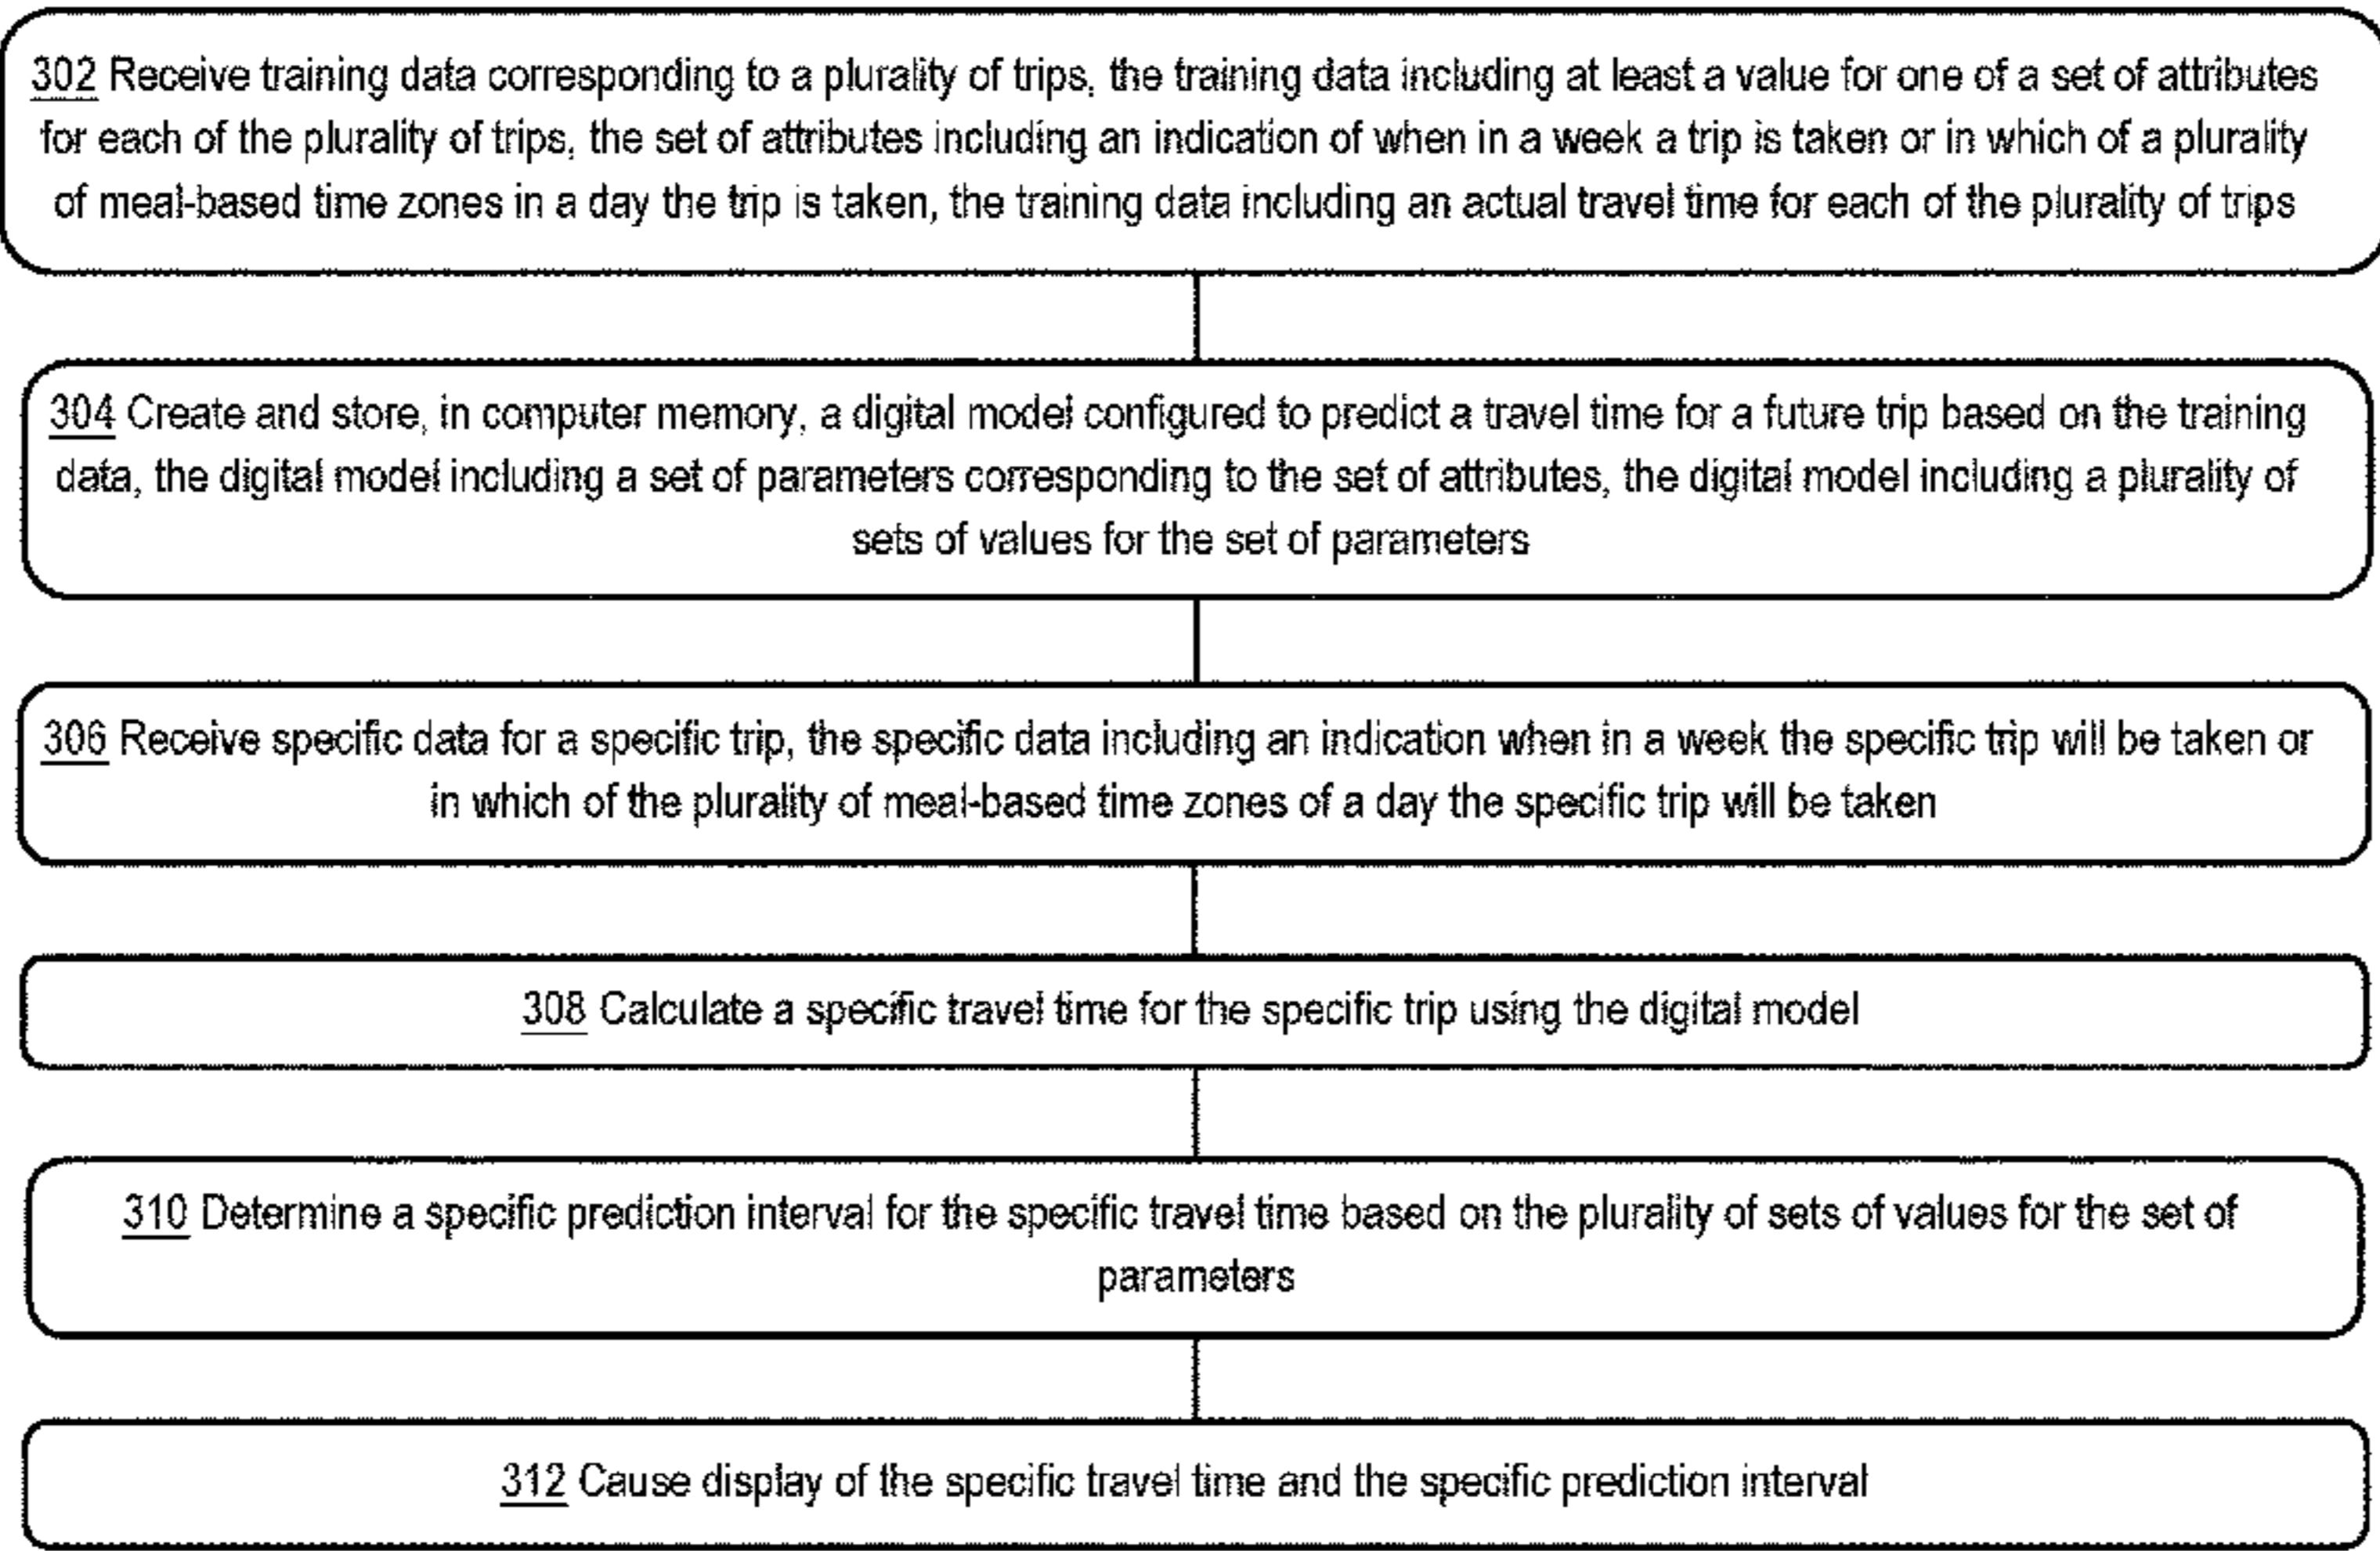 302 Receive training data corresponding to a plurality of trips, the training data including at least a value for one of a set of attributes
for each of the plurality of trips, the set of attributes including an indication of when in a week a trip is taken or in which of a plurality
of meal-based time zones in a day the trip is taken, the training data including an actual travel time for each of the plurality of trips
304 Create and store, in computer memory, a digital model configured to predict a travel time for a future trip based on the training
data, the digital model including a set of parameters corresponding to the set of attributes, the digital model including a plurality of
sets of values for the set of parameters
306 Receive specific data for a specific trip, the specific data including an indication when in a week the specific trip will be taken or
in which of the plurality of meal-based time zones of a day the specific trip will be taken
308 Calculate a specific travel time for the specific trip using the digital model
310 Determine a specific prediction interval for the specific travel time based on the plurality of sets of values for the set of
parameters
312 Cause display of the specific travel time and the specific prediction interval